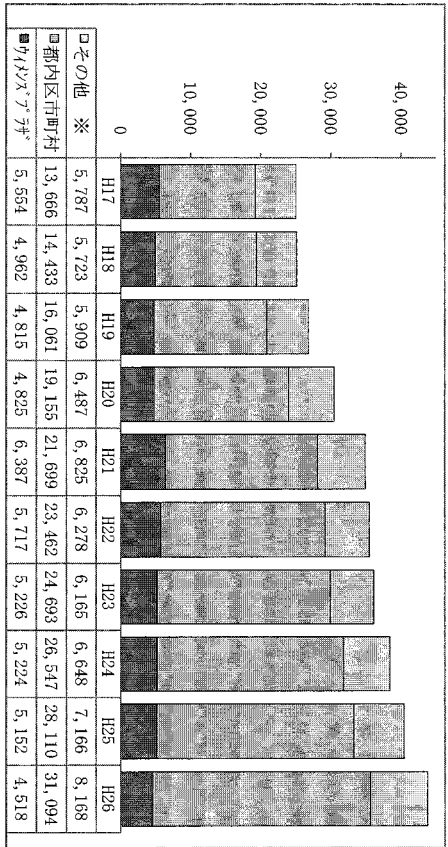 40,000
30,000
20,000
10,000
0
H17 H18 H19 H20 H21 H22 H23 H24 H25 H26
その他 ※ 5,787 5,723 5,909 6,487 6,825 6,278 6,165 6,648 7,166 8,168
都内区市町村 13,666 14,433 16,061 19,155 21,699 23,462 24,693 26,547 28,110 31,094
ウィメンズプラザ 5,554 4,962 4,815 4,825 6,387 5,717 5,226 5,224 5,152 4,518